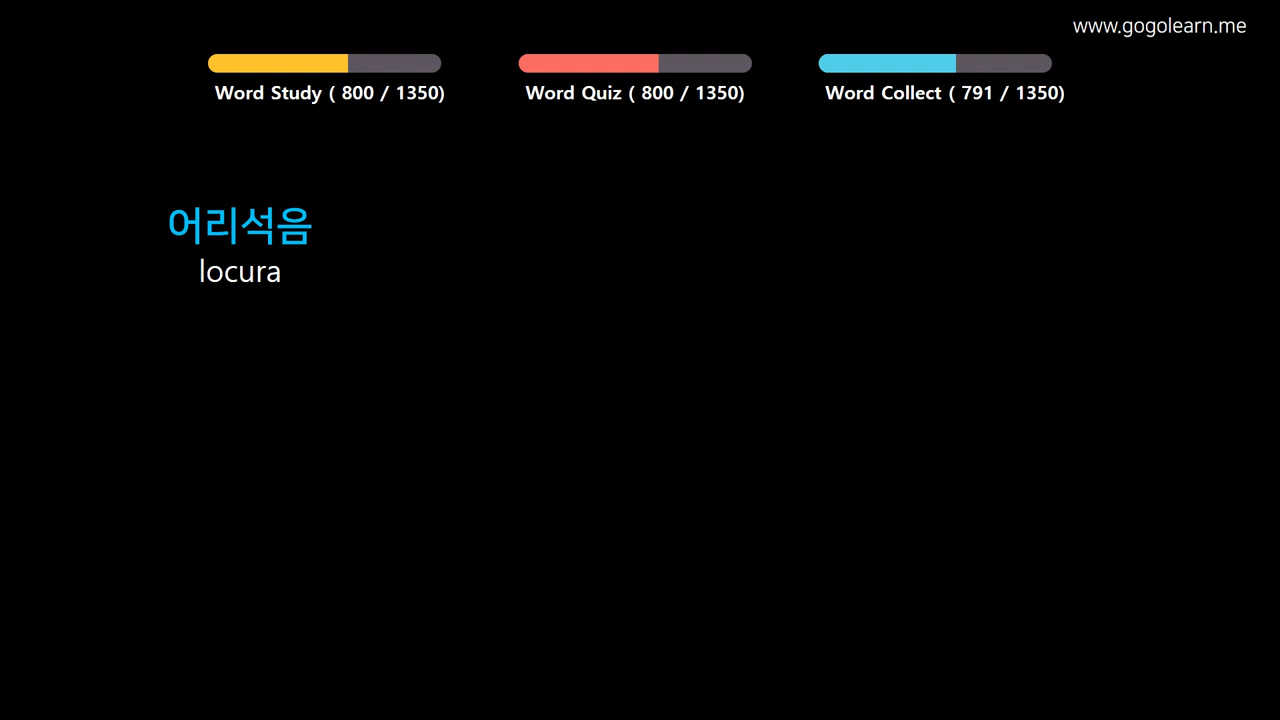 www.gogolearn.me
Word Study ( 800 / 1350)
Word Quiz ( 800 / 1350)
Word Collect ( 791 / 1350)
어리석음
locura